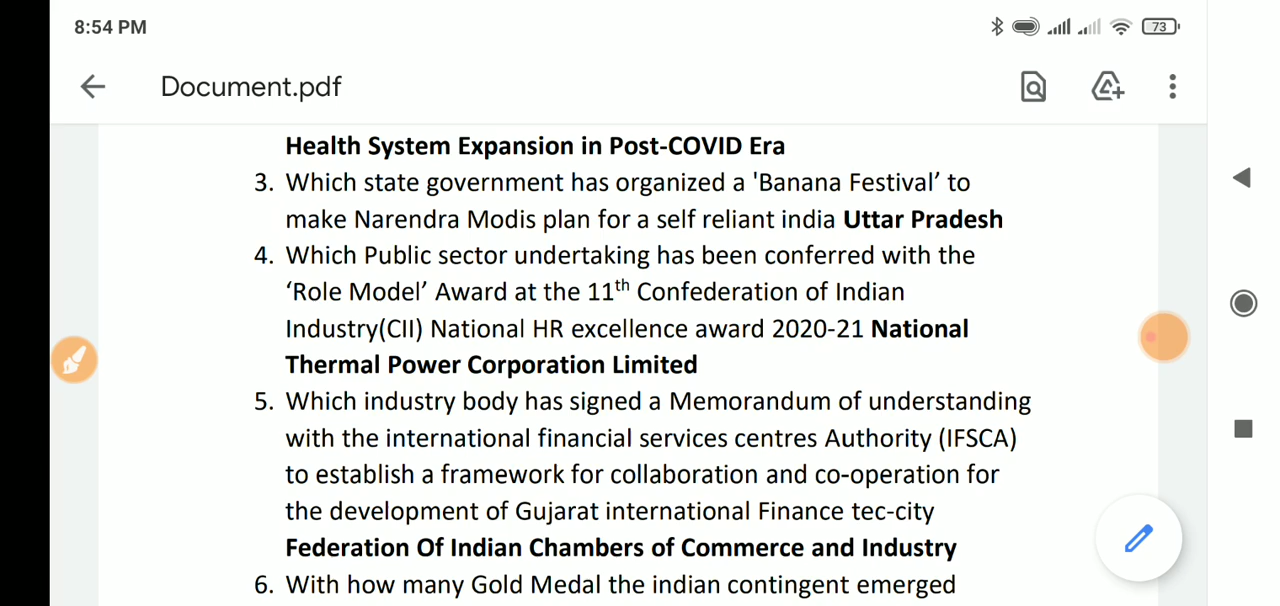 8:54 PM
73
Document.pdf
Health System Expansion in Post-COVID Era
3. Which state government has organized a 'Banana Festival’ to
make Narendra Modis plan for a self reliant india Uttar Pradesh
4. Which Public sector undertaking has been conferred with the
‘Role Model’ Award at the 11th Confederation of Indian
Industry(CII) National HR excellence award 2020-21 National
Thermal Power Corporation Limited
5. Which industry body has signed a Memorandum of understanding
with the international financial services centres Authority (IFSCA)
to establish a framework for collaboration and co-operation for
the development of Gujarat international Finance tec-city
Federation Of Indian Chambers of Commerce and Industry
6. With how many Gold Medal the indian contingent emerged